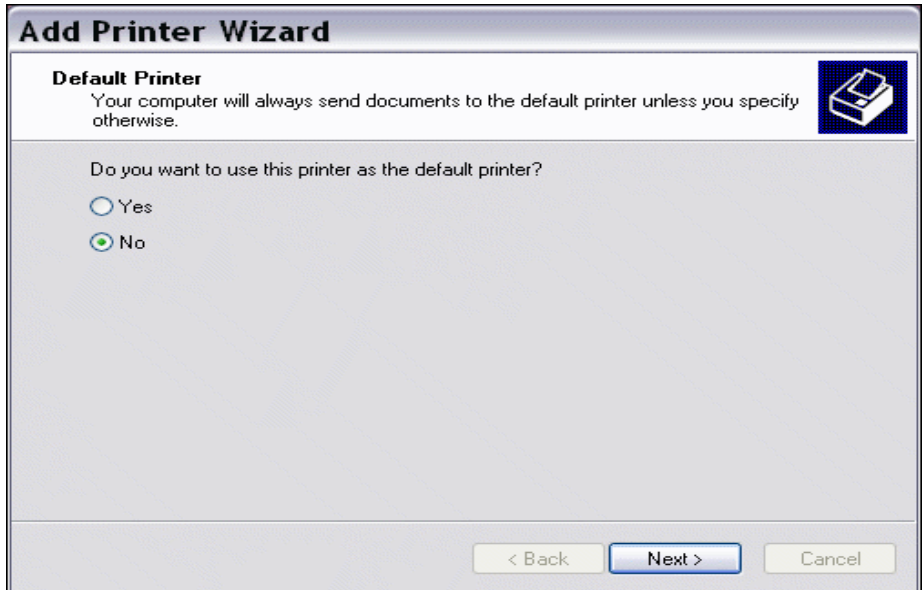 Add Printer Wizard
Default Printer
Your computer will always send documents to the default printer unless you specify
otherwise.
Do you want to use this printer as the default printer?
Yes
No
< Back
Next >
Cancel